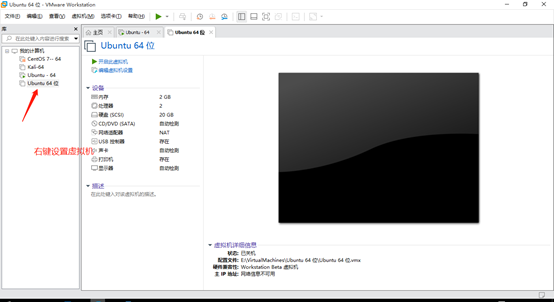 Ubuntu 64 位 - VMware Workstation
文件(F) 编辑(E) 查看(V) 虚拟机(M) 选项卡(T) 帮助(H)
库
在此处键入内容进行搜索
我的计算机
CentOS 7-- 64
Kali-64
Ubuntu - 64
Ubuntu 64 位
右键设置虚拟机
主页
Ubuntu - 64
Ubuntu 64 位
Ubuntu 64 位
开启此虚拟机
编辑虚拟机设置
设备
内存 2 GB
处理器 2
硬盘 (SCSI) 20 GB
CD/DVD (SATA) 自动检测
网络适配器 NAT
USB 控制器 存在
声卡 自动检测
打印机 存在
显示器 自动检测
描述
在此处键入对该虚拟机的描述。
虚拟机详细信息
状态: 已关机
配置文件: E:\VirtualMachines\Ubuntu 64 位\Ubuntu 64 位.vmx
硬件兼容性: Workstation Beta 虚拟机
主 IP 地址: 网络信息不可用